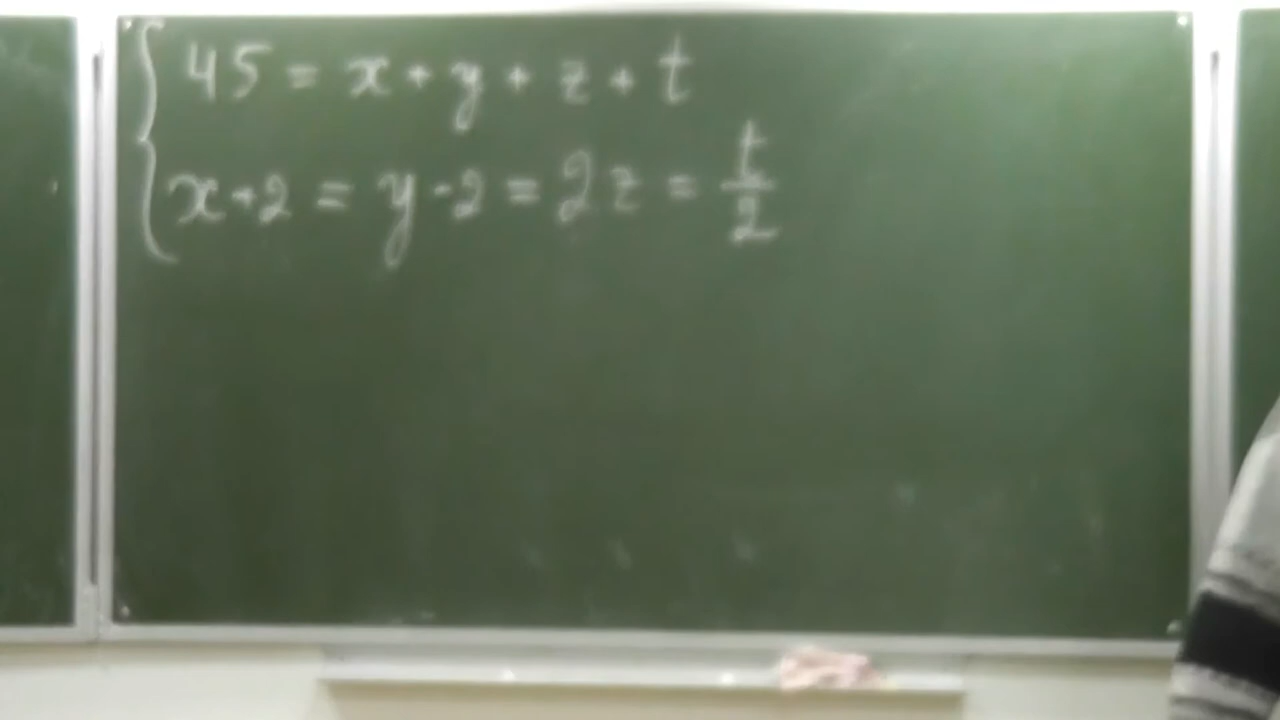 45 = x + y + z + t
x + 2 = y - 2 = 2z = t/2